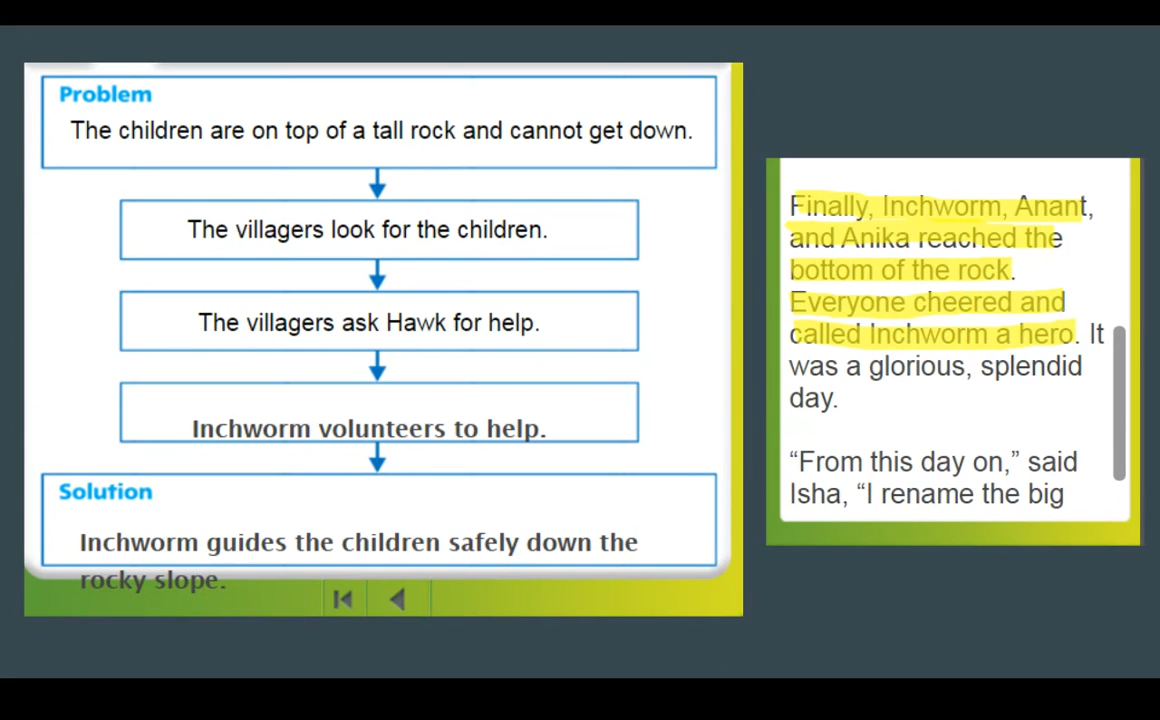 Problem
The children are on top of a tall rock and cannot get down.
The villagers look for the children.
The villagers ask Hawk for help.
Inchworm volunteers to help.
Solution
Inchworm guides the children safely down the
rocky slope.
Finally, Inchworm, Anant,
and Anika reached the
bottom of the rock.
Everyone cheered and
called Inchworm a hero. It
was a glorious, splendid
day.
“From this day on,” said
Isha, “I rename the big